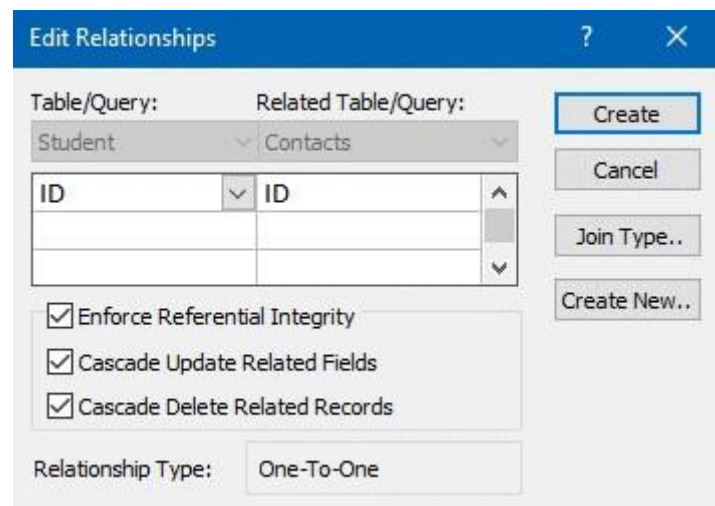 Edit Relationships ?
Table/Query: Related Table/Query:
Student Contacts
Create
Cancel
ID ID
Join Type..
Create New..
Enforce Referential Integrity
Cascade Update Related Fields
Cascade Delete Related Records
Relationship Type: One-To-One